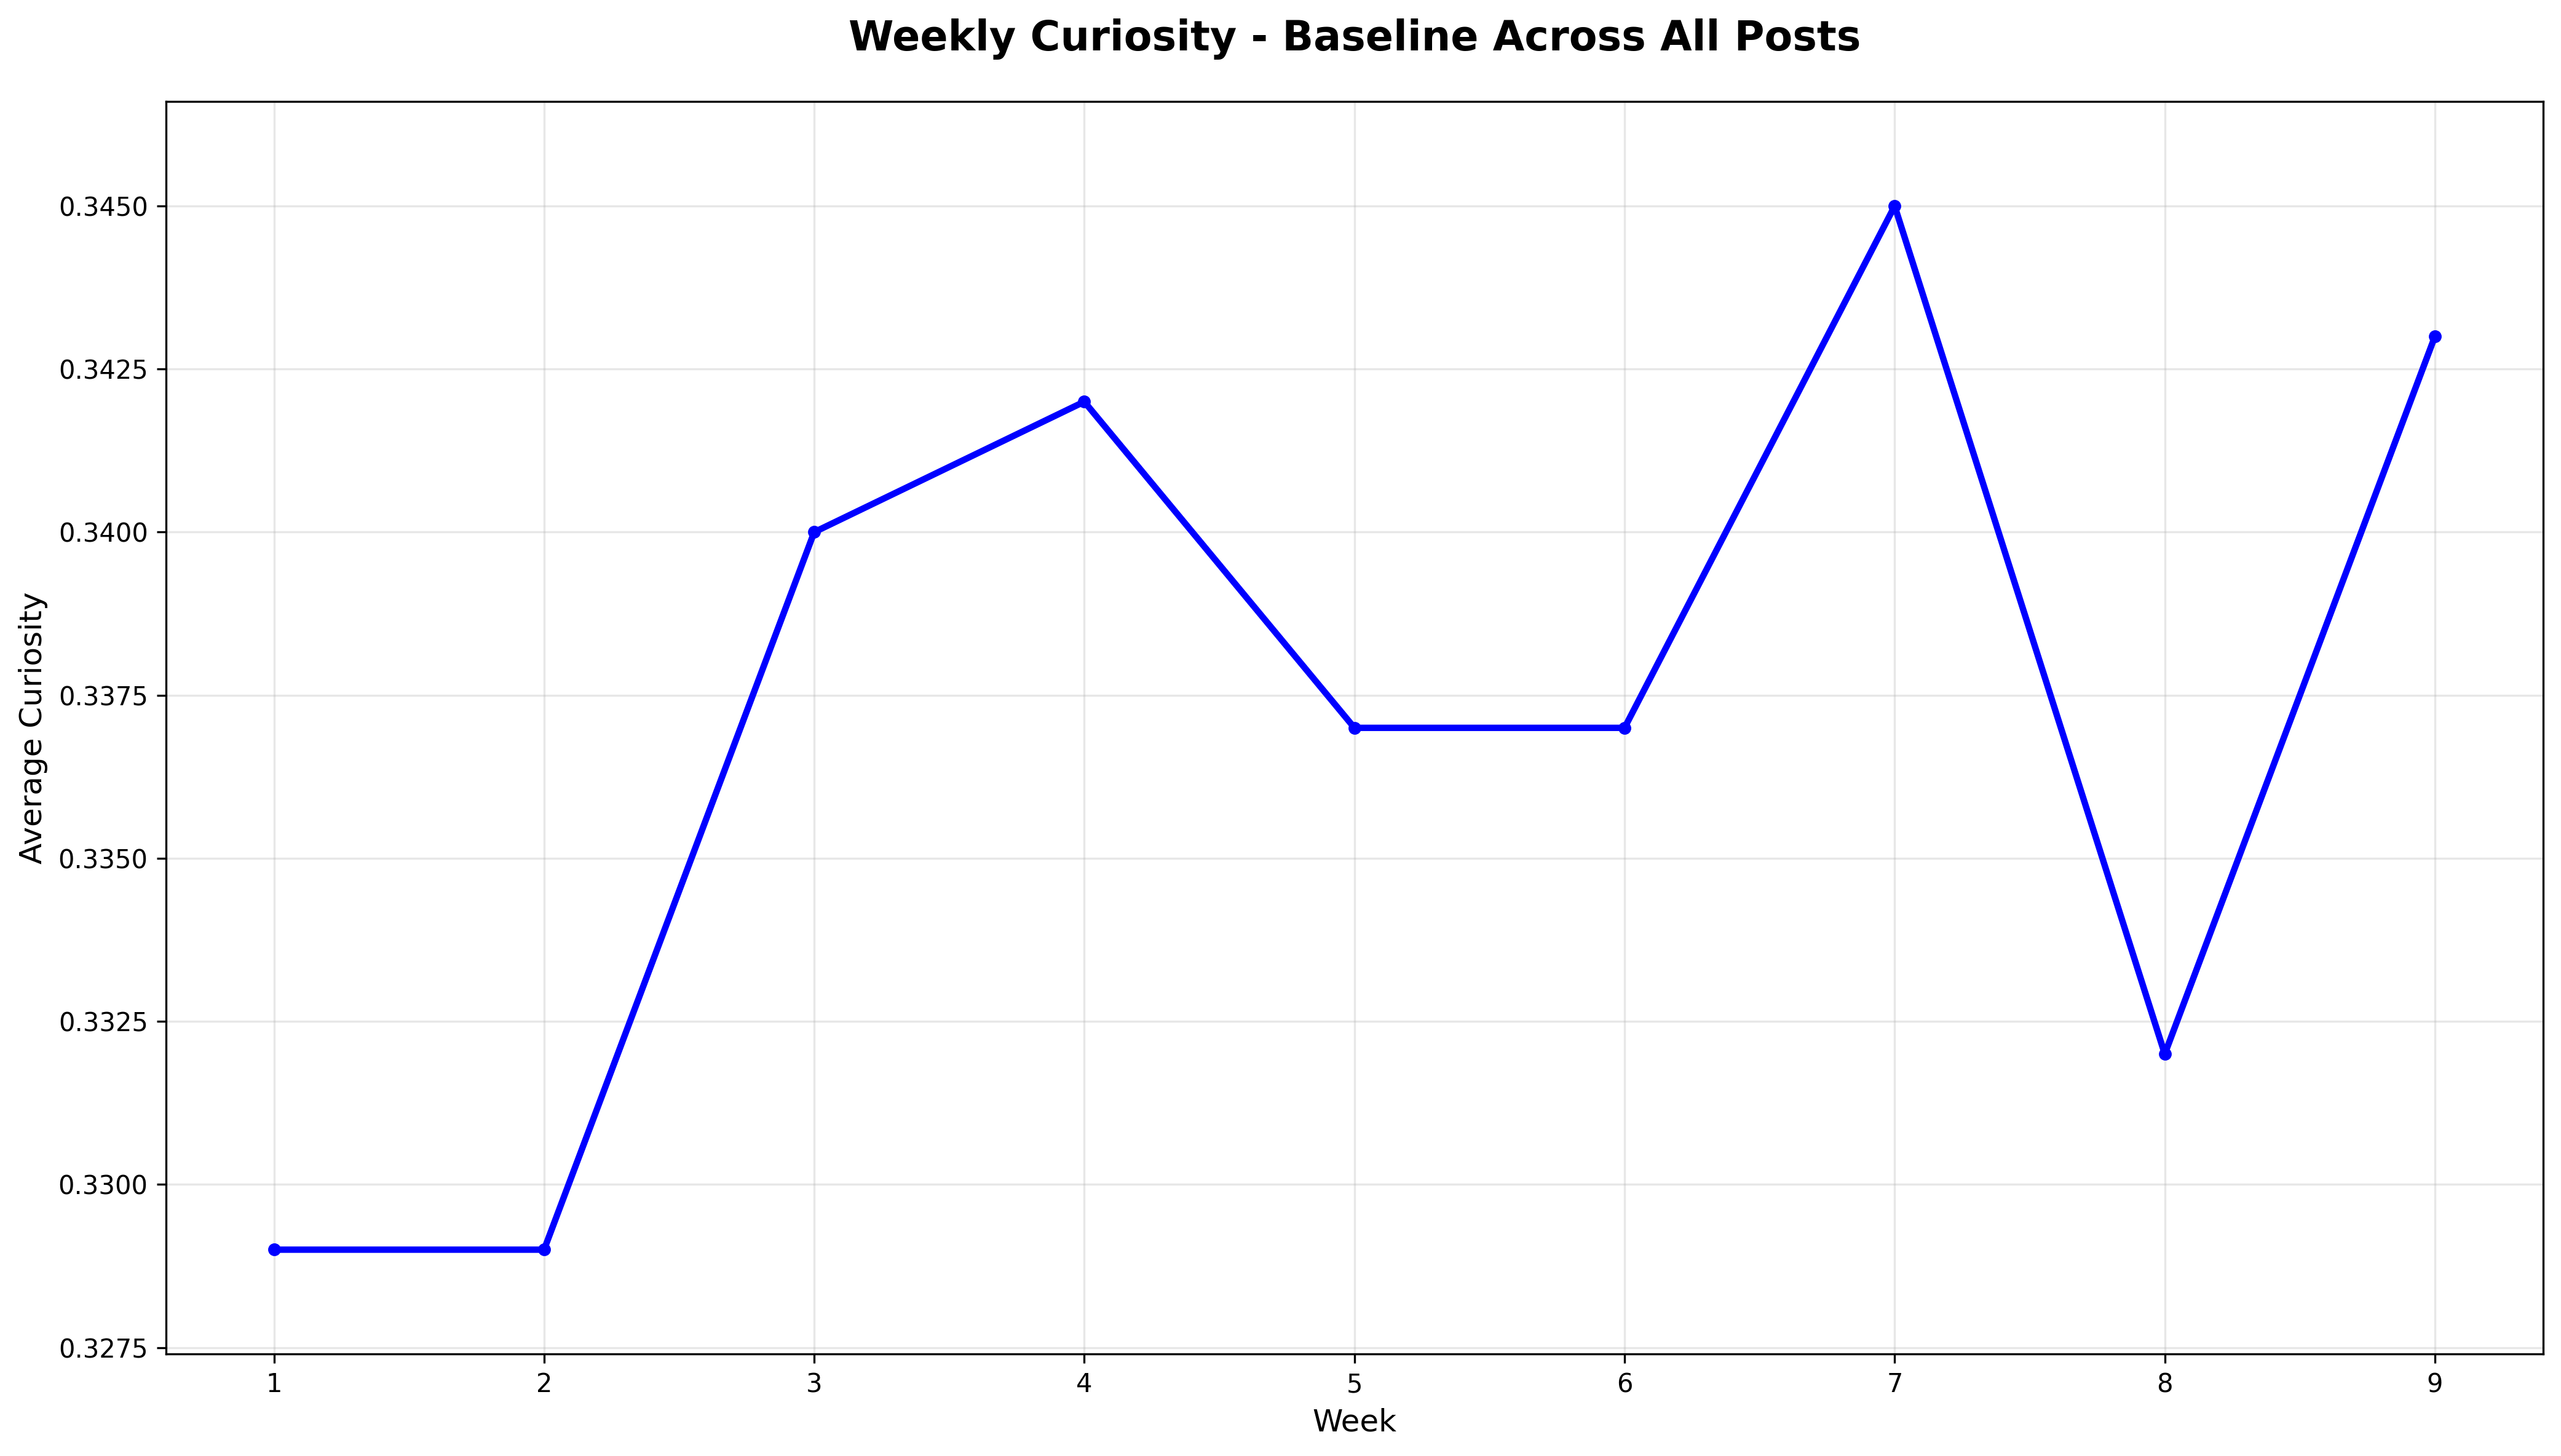 Weekly Curiosity - Baseline Across All Posts
0.3450
0.3425
0.3400
0.3375
0.3350
0.3325
0.3300
0.3275
Average Curiosity
1 2 3 4 5 6 7 8 9
Week